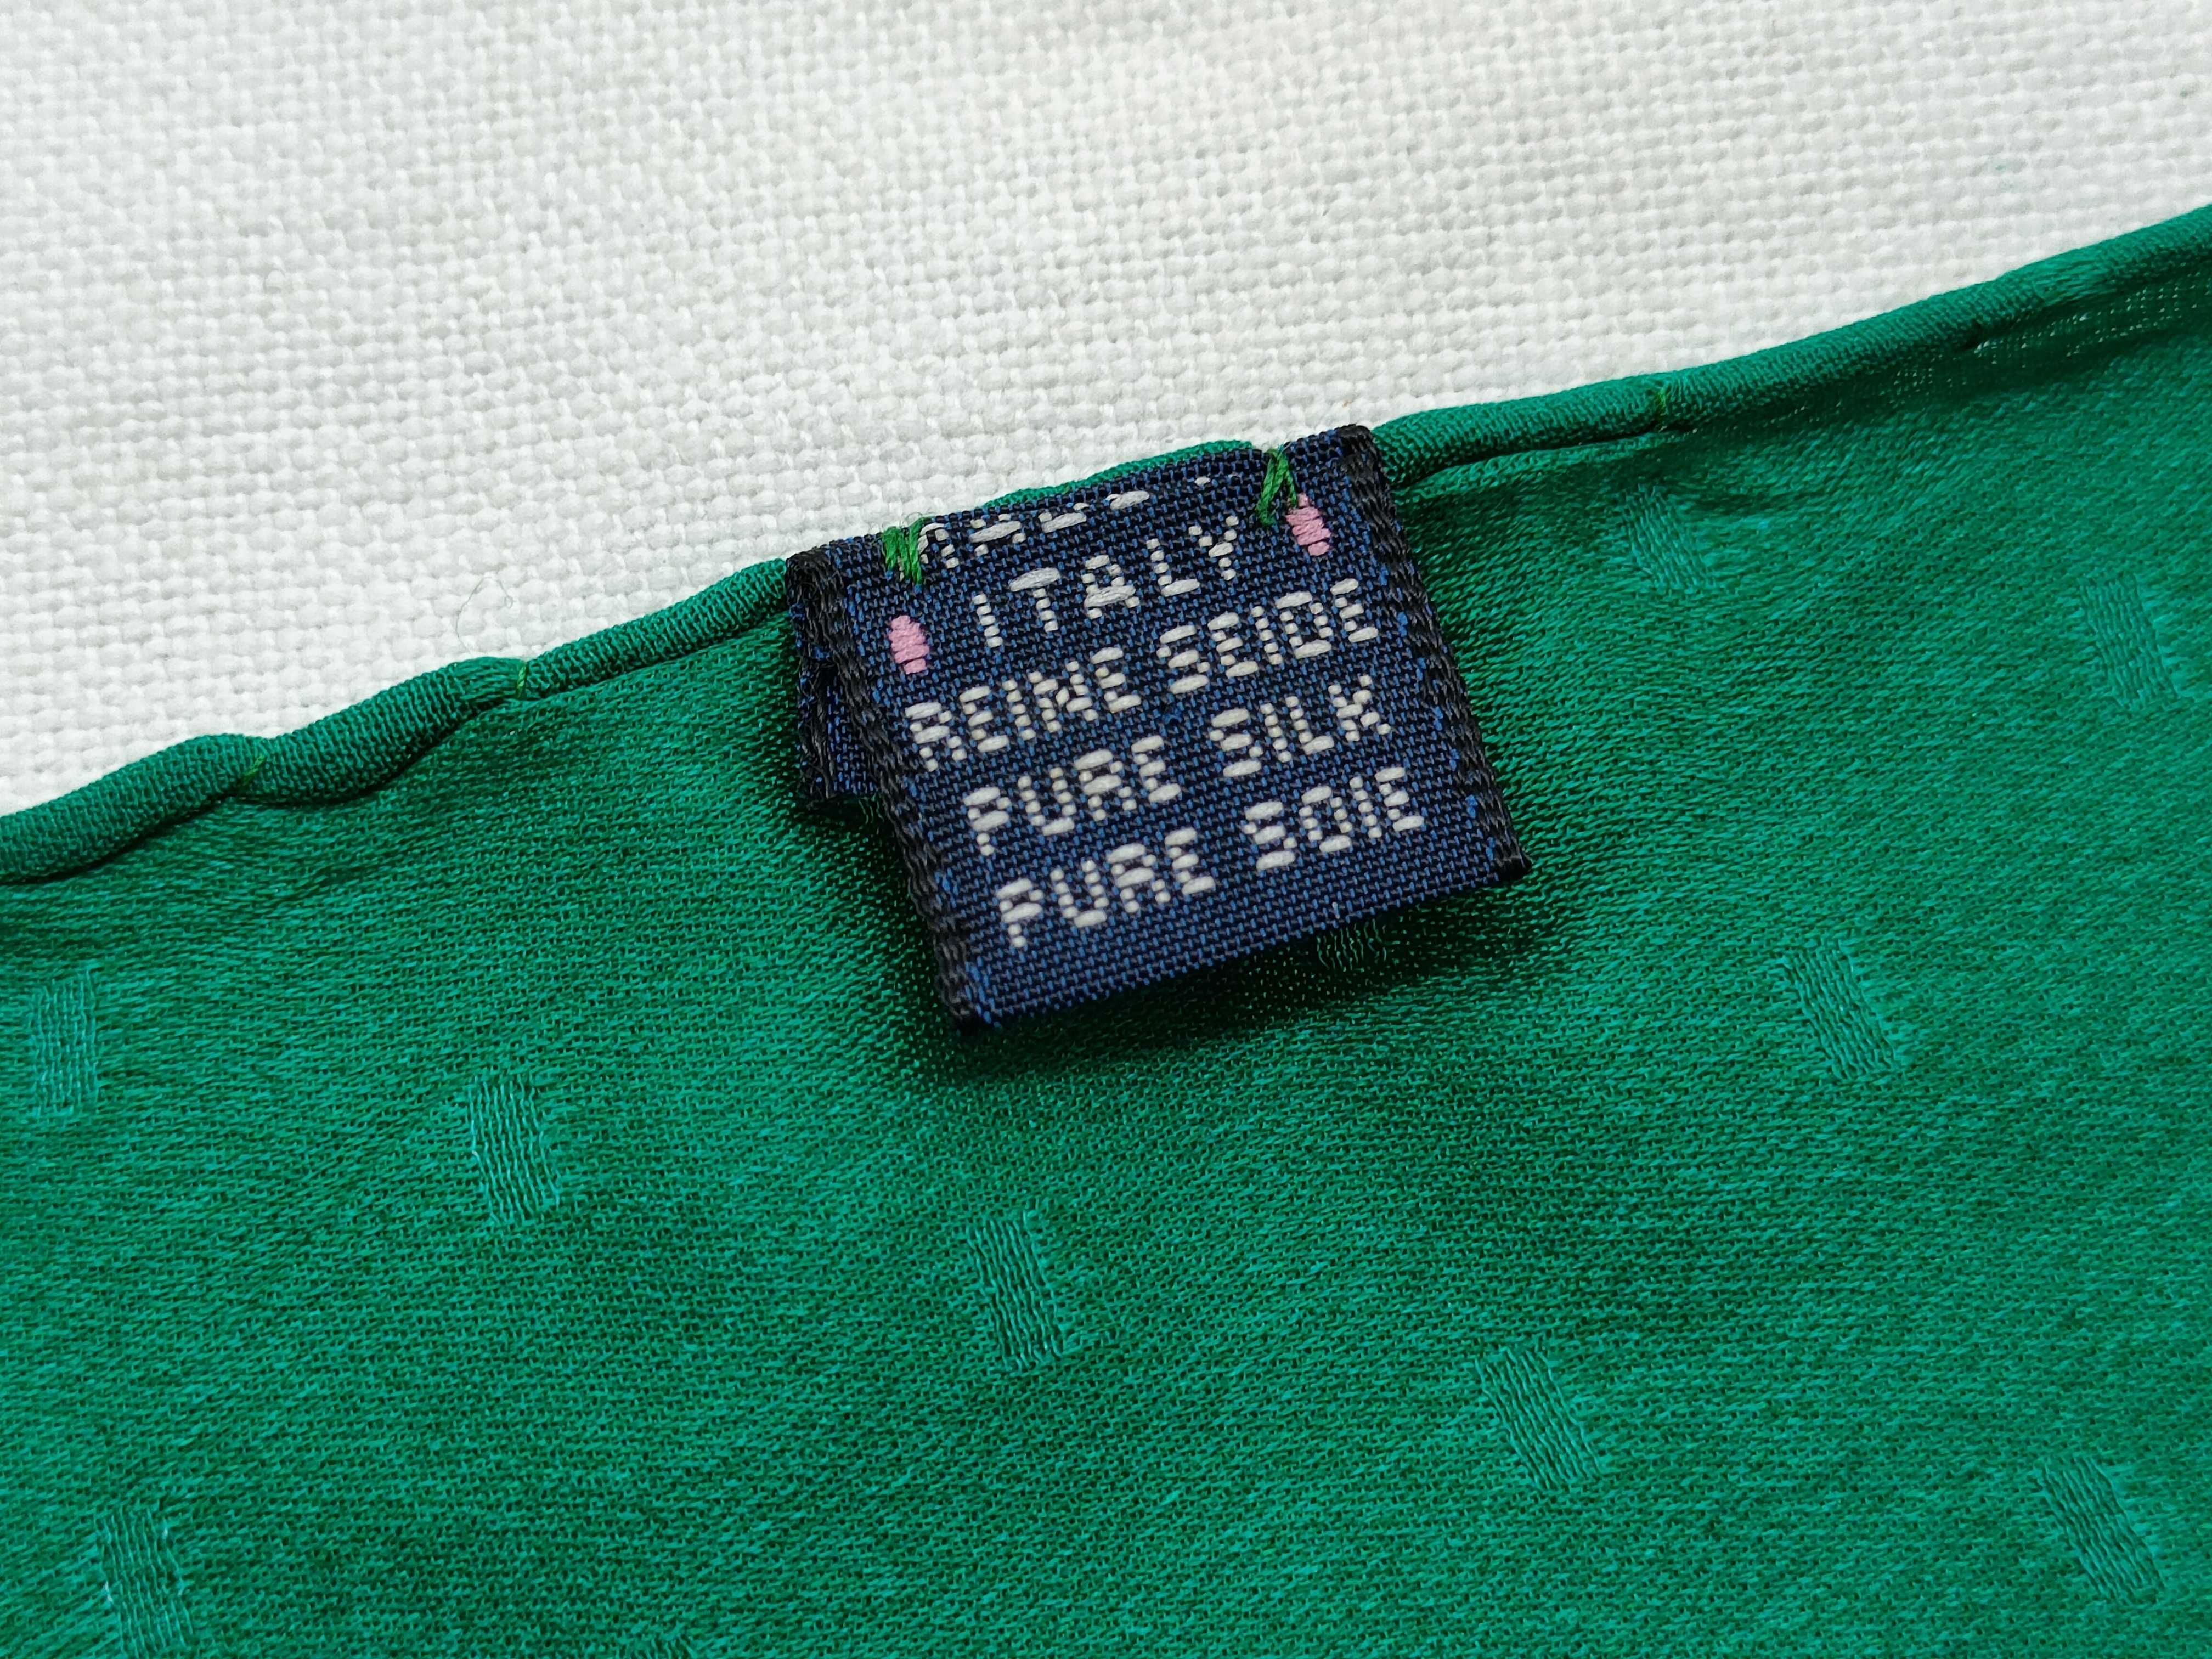 ITALY
REINE SEIDE
PURE SILK
PURE SOIE